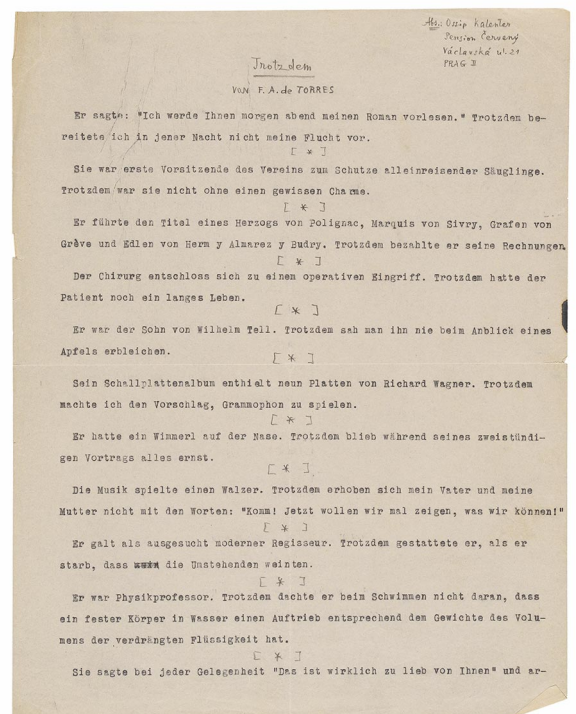 Abs.: Ossip Kalenter
Pension Červený
Václavská ul. 21
PRAG II
Trotzdem
VON F. A. de TORRES
Er sagte: "Ich werde Ihnen morgen abend meinen Roman vorlesen." Trotzdem be-
reitete ich in jener Nacht nicht meine Flucht vor.
[ * ]
Sie war erste Vorsitzende des Vereins zum Schutze alleinreisender Säuglinge.
Trotzdem war sie nicht ohne einen gewissen Charme.
[ * ]
Er führte den Titel eines Herzogs von Polignac, Marquis von Sivry, Grafen von
Grève und Edlen von Herm y Almarez y Budry. Trotzdem bezahlte er seine Rechnungen.
[ * ]
Der Chirurg entschloss sich zu einem operativen Eingriff. Trotzdem hatte der
Patient noch ein langes Leben.
[ * ]
Er war der Sohn von Wilhelm Tell. Trotzdem sah man ihn nie beim Anblick eines
Apfels erbleichen.
[ * ]
Sein Schallplattenalbum enthielt neun Platten von Richard Wagner. Trotzdem
machte ich den Vorschlag, Grammophon zu spielen.
[ * ]
Er hatte ein Wimmerl auf der Nase. Trotzdem blieb während seines zweistündi-
gen Vortrags alles ernst.
[ * ]
Die Musik spielte einen Walzer. Trotzdem erhoben sich mein Vater und meine
Mutter nicht mit den Worten: "Komm! Jetzt wollen wir mal zeigen, was wir können!"
[ * ]
Er galt als ausgesucht moderner Regisseur. Trotzdem gestattete er, als er
starb, dass die Umstehenden weinten.
[ * ]
Er war Physikprofessor. Trotzdem dachte er beim Schwimmen nicht daran, dass
ein fester Körper in Wasser einen Auftrieb entsprechend dem Gewichte des Volu-
mens der verdrängten Flüssigkeit hat.
[ * ]
Sie sagte bei jeder Gelegenheit "Das ist wirklich zu lieb von Ihnen" und ar-